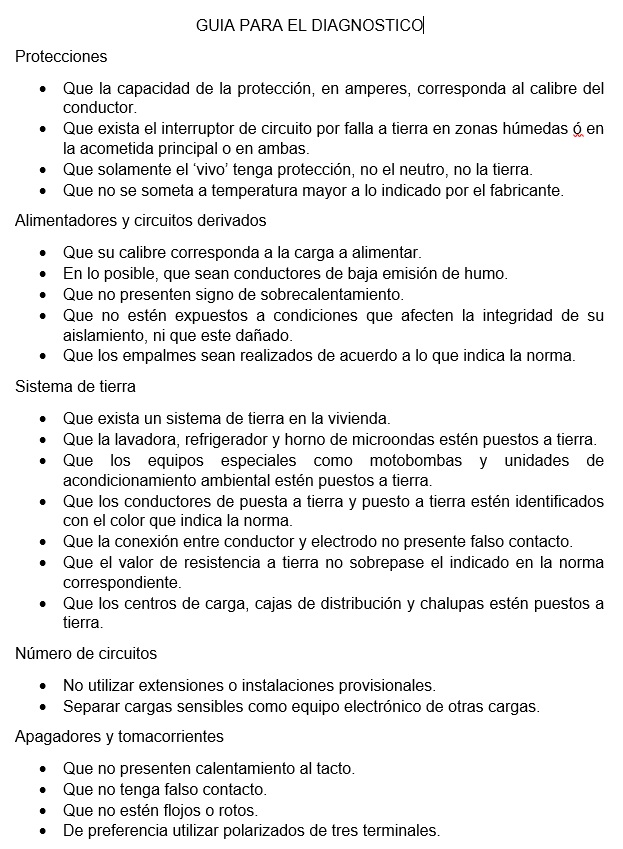 GUIA PARA EL DIAGNOSTICO
Protecciones
• Que la capacidad de la protección, en amperes, corresponda al calibre del
conductor.
• Que exista el interruptor de circuito por falla a tierra en zonas húmedas ó en
la acometida principal o en ambas.
• Que solamente el ‘vivo’ tenga protección, no el neutro, no la tierra.
• Que no se someta a temperatura mayor a lo indicado por el fabricante.
Alimentadores y circuitos derivados
• Que su calibre corresponda a la carga a alimentar.
• En lo posible, que sean conductores de baja emisión de humo.
• Que no presenten signo de sobrecalentamiento.
• Que no estén expuestos a condiciones que afecten la integridad de su
aislamiento, ni que este dañado.
• Que los empalmes sean realizados de acuerdo a lo que indica la norma.
Sistema de tierra
• Que exista un sistema de tierra en la vivienda.
• Que la lavadora, refrigerador y horno de microondas estén puestos a tierra.
• Que los equipos especiales como motobombas y unidades de
acondicionamiento ambiental estén puestos a tierra.
• Que los conductores de puesta a tierra y puesto a tierra estén identificados
con el color que indica la norma.
• Que la conexión entre conductor y electrodo no presente falso contacto.
• Que el valor de resistencia a tierra no sobrepase el indicado en la norma
correspondiente.
• Que los centros de carga, cajas de distribución y chalupas estén puestos a
tierra.
Número de circuitos
• No utilizar extensiones o instalaciones provisionales.
• Separar cargas sensibles como equipo electrónico de otras cargas.
Apagadores y tomacorrientes
• Que no presenten calentamiento al tacto.
• Que no tenga falso contacto.
• Que no estén flojos o rotos.
• De preferencia utilizar polarizados de tres terminales.